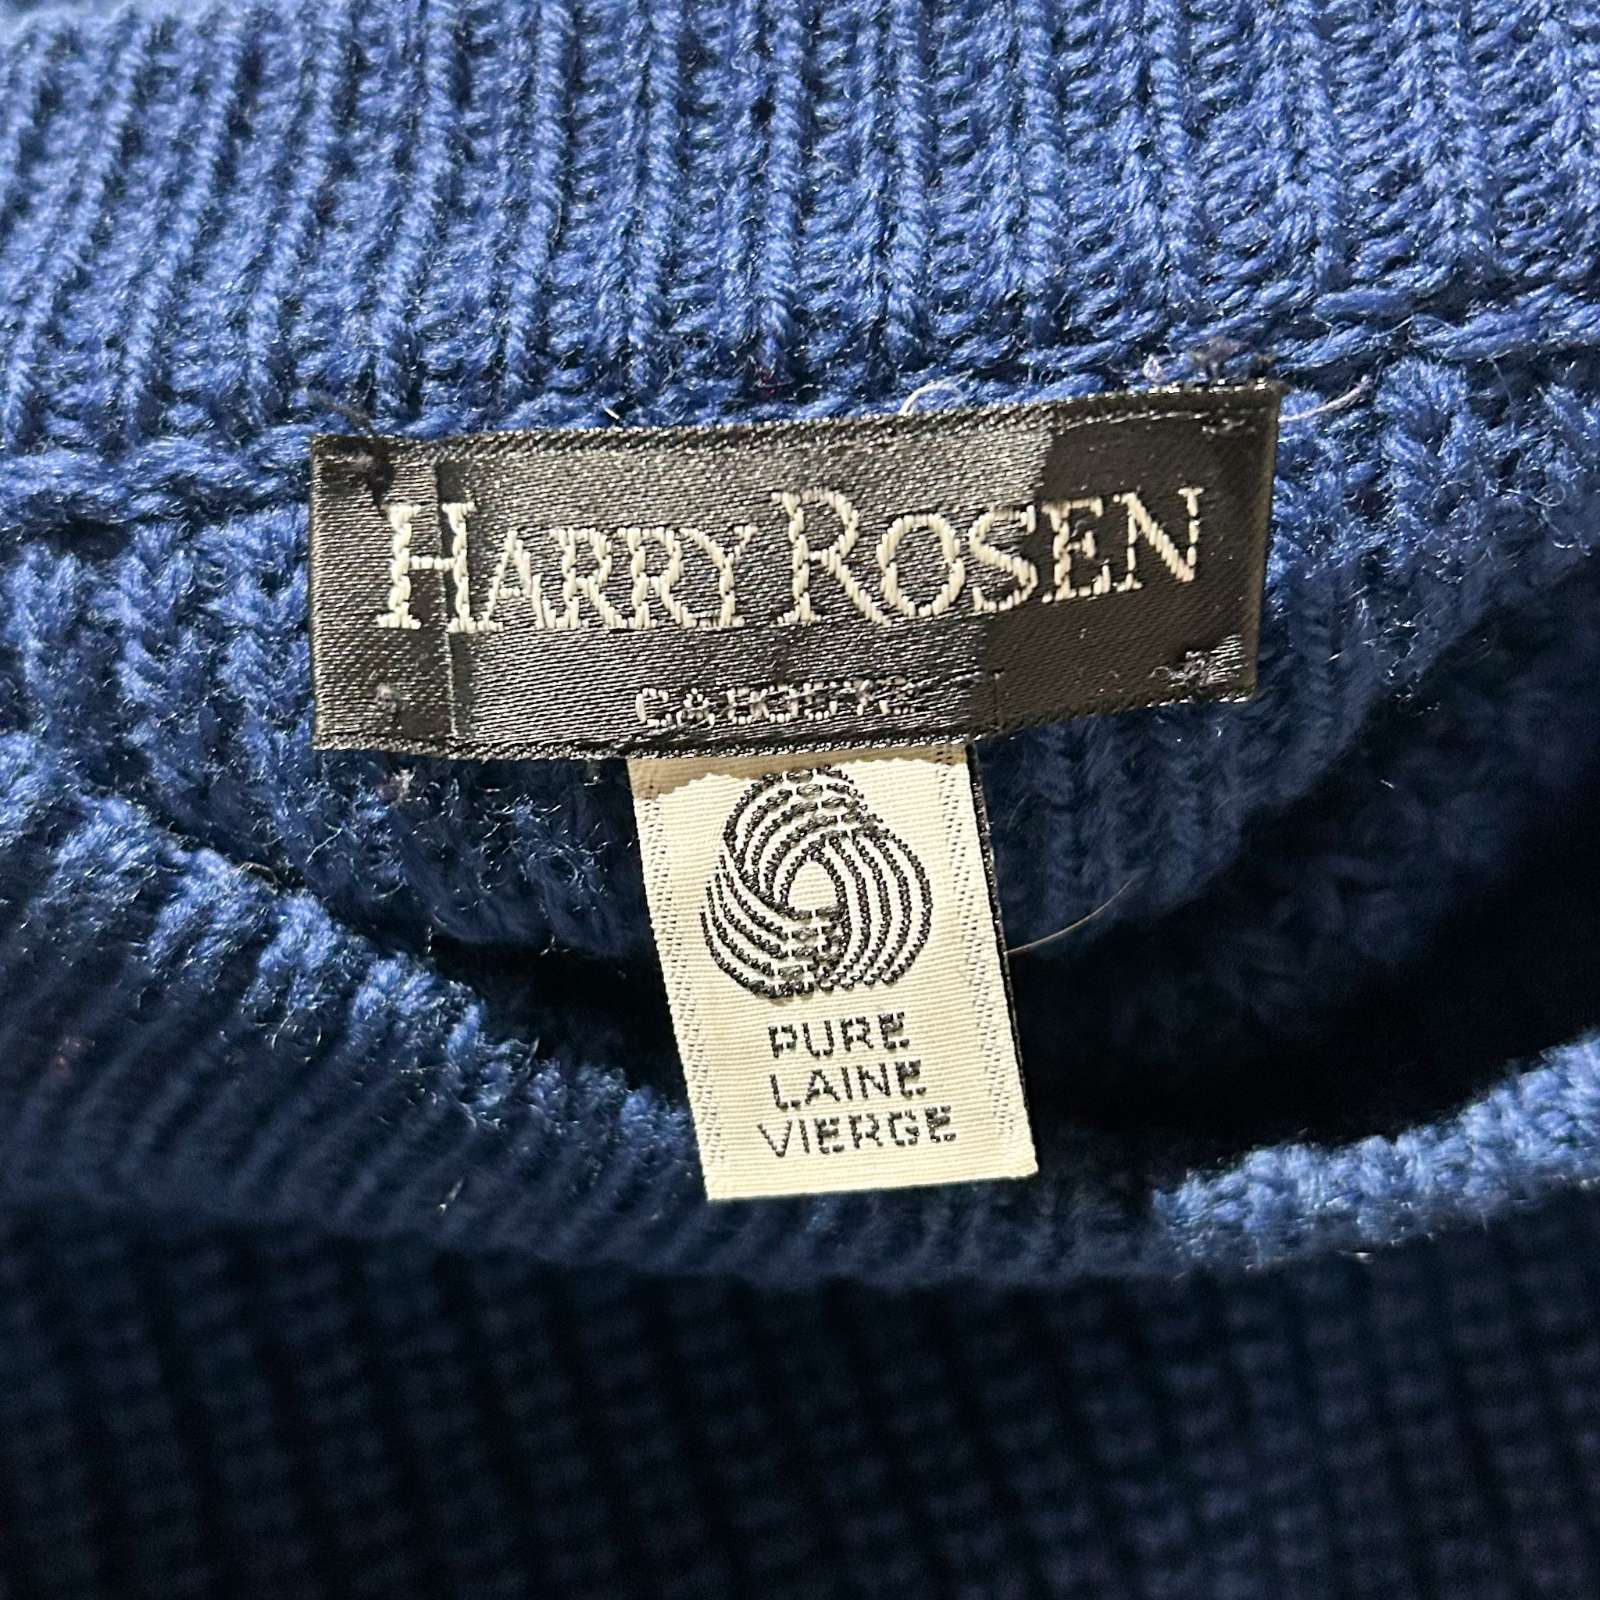 HARRY ROSEN
PURE
LAINE
VIERGE